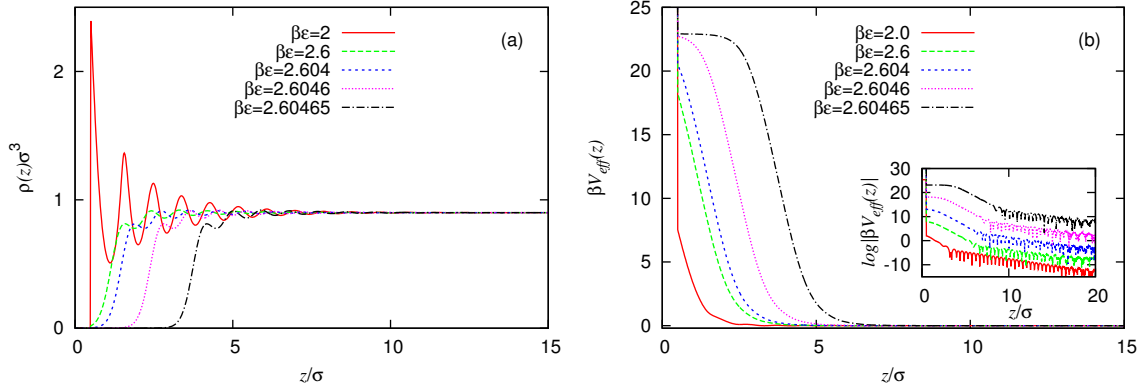 βε=2
βε=2.6
βε=2.604
βε=2.6046
βε=2.60465
(a)
ρ(z)σ³
2
1
0
0 5 10 15
z/σ
βε=2.0
βε=2.6
βε=2.604
βε=2.6046
βε=2.60465
(b)
βV_eff(z)
25
20
15
10
5
0
0 5 10 15
z/σ
log|βV_eff(z)|
30
20
10
0
-10
0 10 20
z/σ